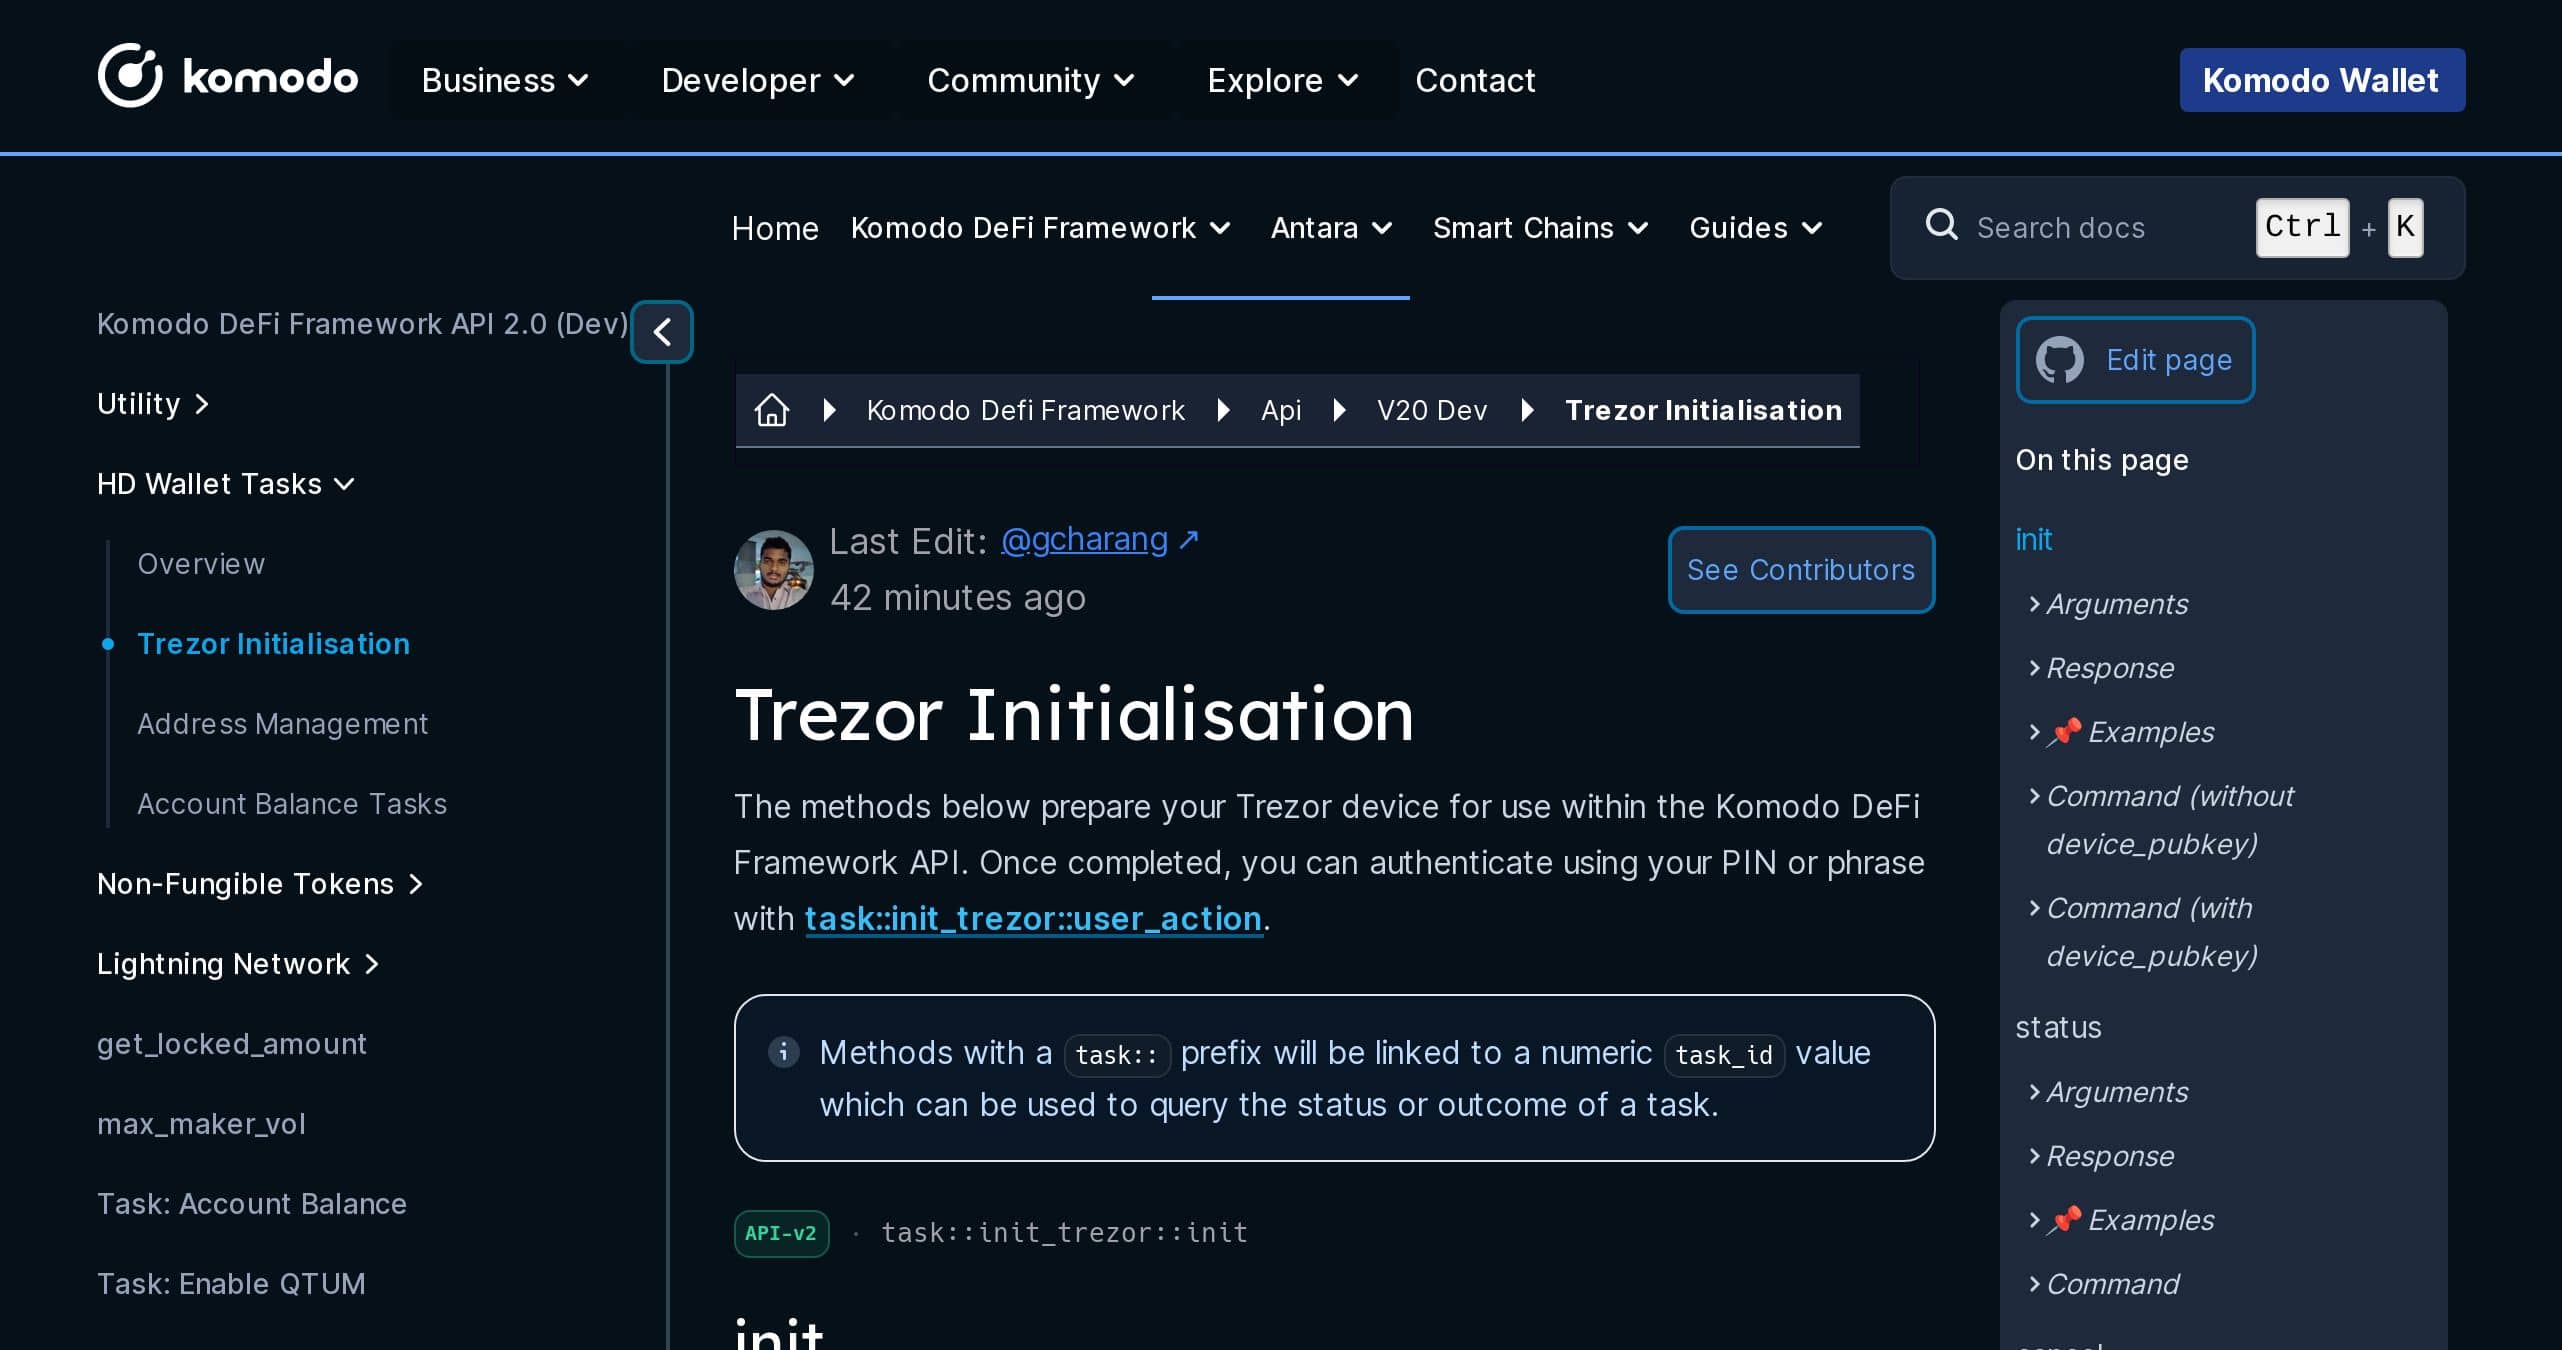 komodo
Business
Developer
Community
Explore
Contact
Komodo Wallet
Home
Komodo DeFi Framework
Antara
Smart Chains
Guides
Search docs
Ctrl + K
Komodo DeFi Framework API 2.0 (Dev)
Utility
HD Wallet Tasks
Overview
Trezor Initialisation
Address Management
Account Balance Tasks
Non-Fungible Tokens
Lightning Network
get_locked_amount
max_maker_vol
Task: Account Balance
Task: Enable QTUM
Komodo Defi Framework
Api
V20 Dev
Trezor Initialisation
Last Edit: @gcharang ↗
42 minutes ago
See Contributors
Trezor Initialisation
The methods below prepare your Trezor device for use within the Komodo DeFi
Framework API. Once completed, you can authenticate using your PIN or phrase
with task::init_trezor::user_action.
Methods with a task:: prefix will be linked to a numeric task_id value
which can be used to query the status or outcome of a task.
API-v2 · task::init_trezor::init
init
Edit page
On this page
init
Arguments
Response
📌 Examples
Command (without
device_pubkey)
Command (with
device_pubkey)
status
Arguments
Response
📌 Examples
Command